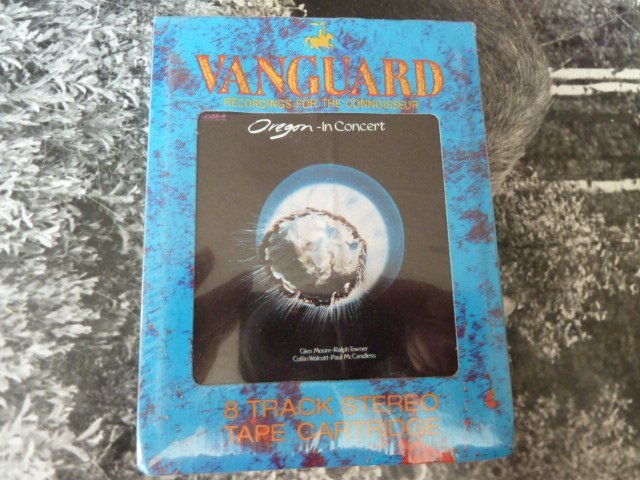 VANGUARD
RECORDINGS FOR THE CONNOISSEUR
Oregon - In Concert
Glen Moore - Ralph Towner
Collin Walcott - Paul McCandless
8 TRACK STEREO
TAPE CARTRIDGE